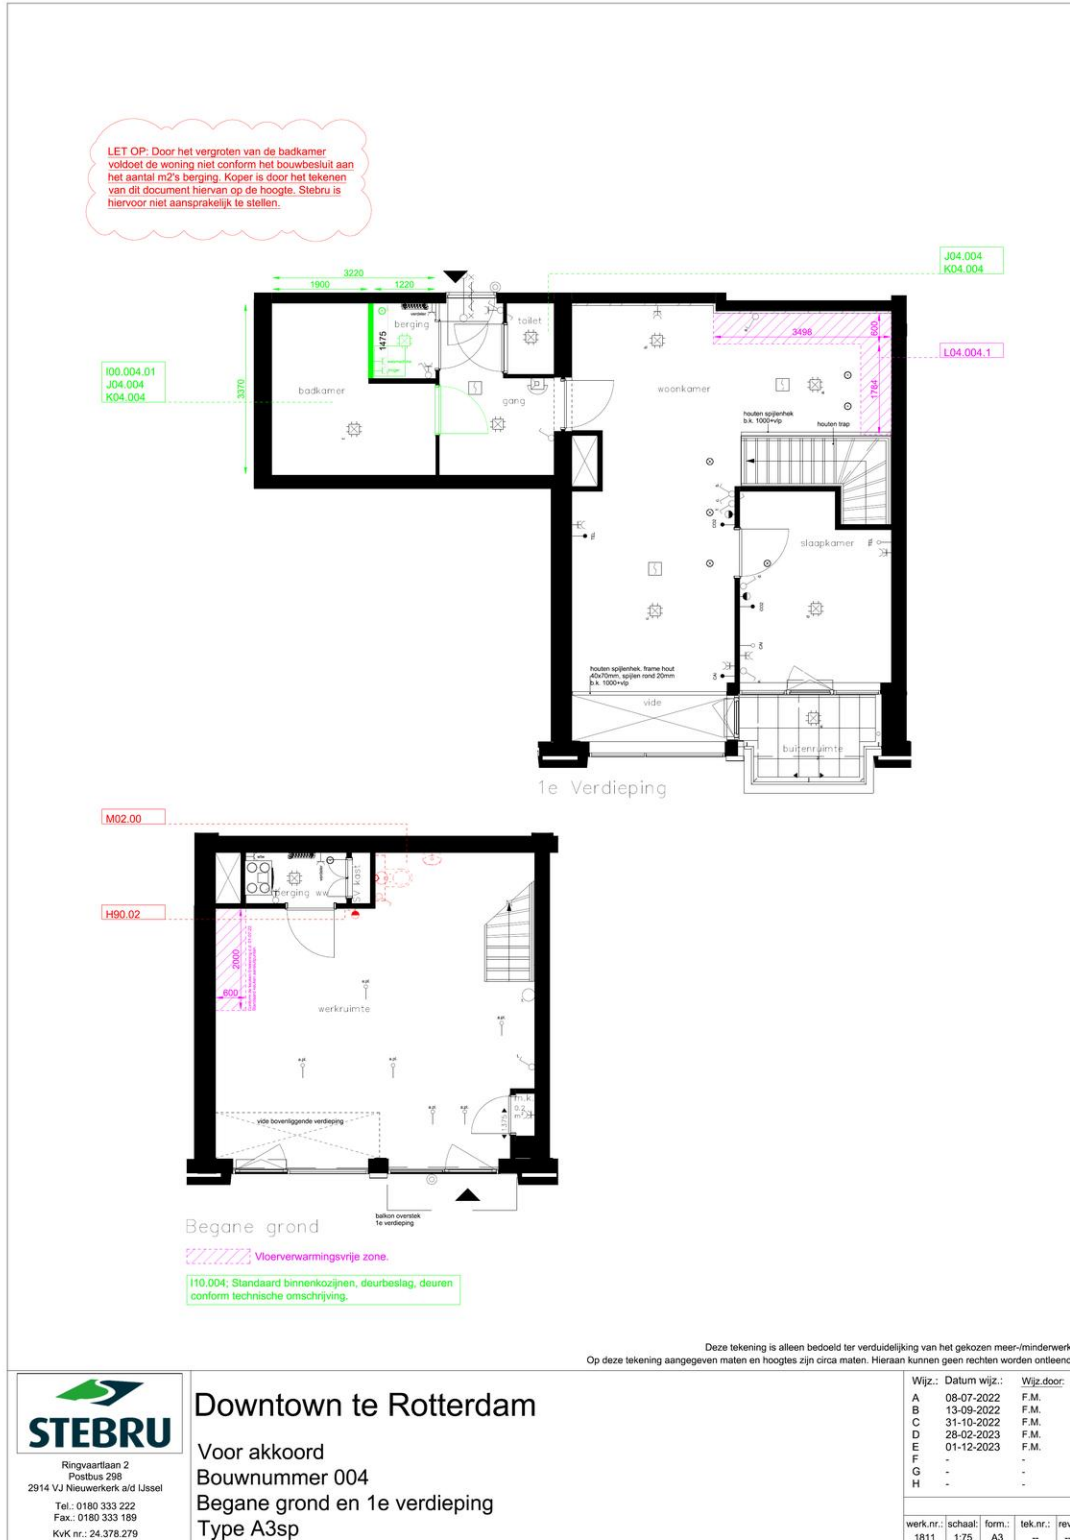 LET OP: Door het vergroten van de badkamer
voldoet de woning niet conform het bouwbesluit aan
het aantal m2's berging. Koper is door het tekenen
van dit document hiervan op de hoogte. Stebru is
hiervoor niet aansprakelijk te stellen.
J04.004
K04.004
3220
1900
1220
toilet
berging
1475
3498
600
L04.004.1
I00.004.01
J04.004
K04.004
3370
badkamer
gang
woonkamer
1784
houten spijlenhek
b.k. 1000+vlp
houten trap
slaapkamer
houten spijlenhek, frame hout
40x70mm, spijlen rond 20mm
b.k. 1000+vlp
vide
buitenruimte
1e Verdieping
M02.00
berging ww
SV kast
H90.02
2000
600
werkruimte
m.k.
0.2
m²
1375
vide bovenliggende verdieping
balkon overstek
1e verdieping
Begane grond
Vloerverwarmingsvrije zone.
I10.004; Standaard binnenkozijnen, deurbeslag, deuren
conform technische omschrijving.
Deze tekening is alleen bedoeld ter verduidelijking van het gekozen meer-/minderwerk
Op deze tekening aangegeven maten en hoogtes zijn circa maten. Hieraan kunnen geen rechten worden ontleend
STEBRU
Ringvaartlaan 2
Postbus 298
2914 VJ Nieuwerkerk a/d IJssel
Tel.: 0180 333 222
Fax.: 0180 333 189
KvK nr.: 24.378.279
Downtown te Rotterdam
Voor akkoord
Bouwnummer 004
Begane grond en 1e verdieping
Type A3sp
Wijz.: Datum wijz.: Wijz.door:
A 08-07-2022 F.M.
B 13-09-2022 F.M.
C 31-10-2022 F.M.
D 28-02-2023 F.M.
E 01-12-2023 F.M.
F - -
G - -
H - -
werk.nr.: schaal: form.: tek.nr.: rev
1811 1:75 A3 -- --